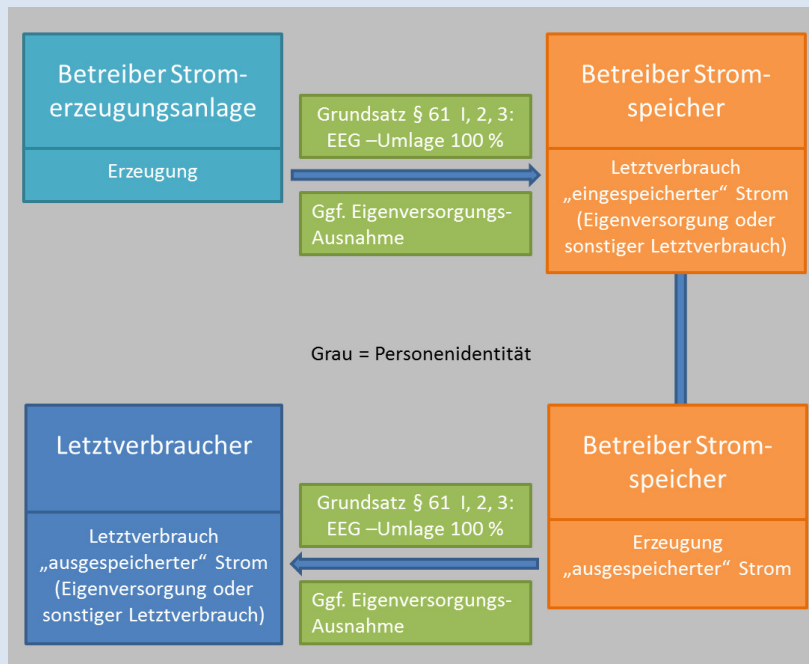 Betreiber Strom-
erzeugungsanlage
Erzeugung
Grundsatz § 61 I, 2, 3:
EEG –Umlage 100 %
Ggf. Eigenversorgungs-
Ausnahme
Betreiber Strom-
speicher
Letztverbrauch
„eingespeicherter“ Strom
(Eigenversorgung oder
sonstiger Letztverbrauch)
Grau = Personenidentität
Letztverbraucher
Letztverbrauch
„ausgespeicherter“ Strom
(Eigenversorgung oder
sonstiger Letztverbrauch)
Grundsatz § 61 I, 2, 3:
EEG –Umlage 100 %
Ggf. Eigenversorgungs-
Ausnahme
Betreiber Strom-
speicher
Erzeugung
„ausgespeicherter“ Strom